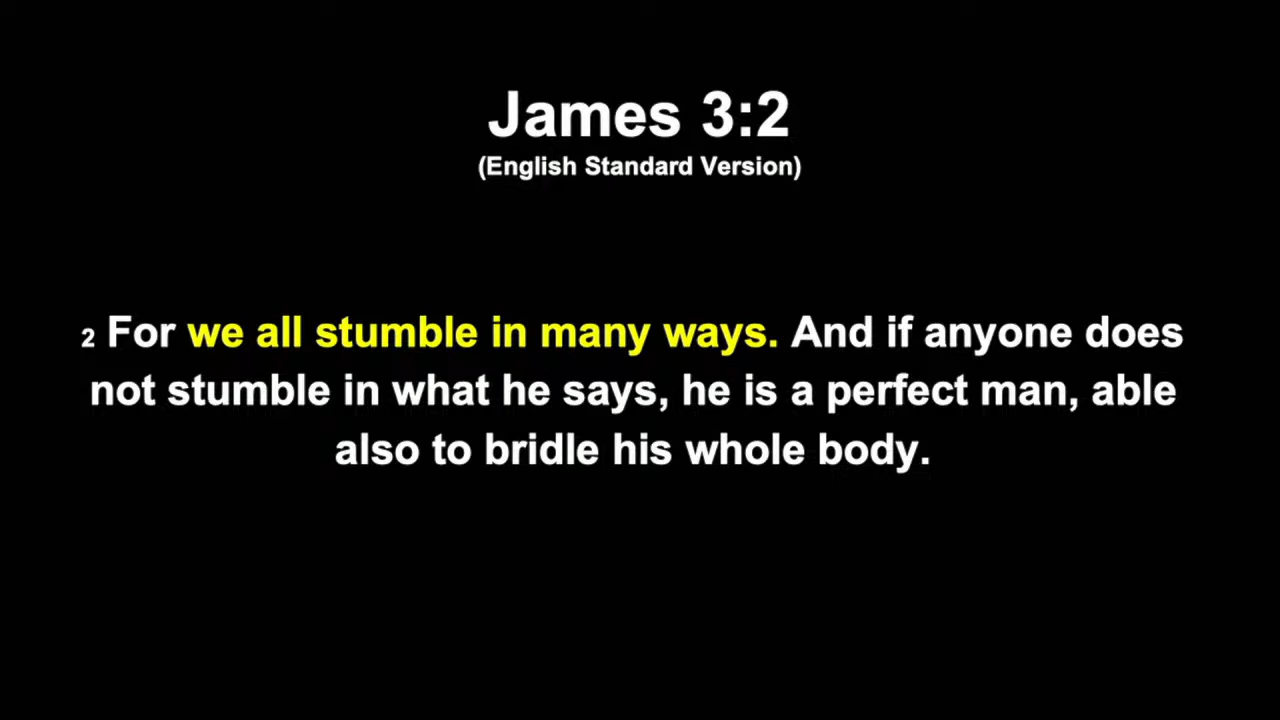 James 3:2
(English Standard Version)
2 For we all stumble in many ways. And if anyone does
not stumble in what he says, he is a perfect man, able
also to bridle his whole body.